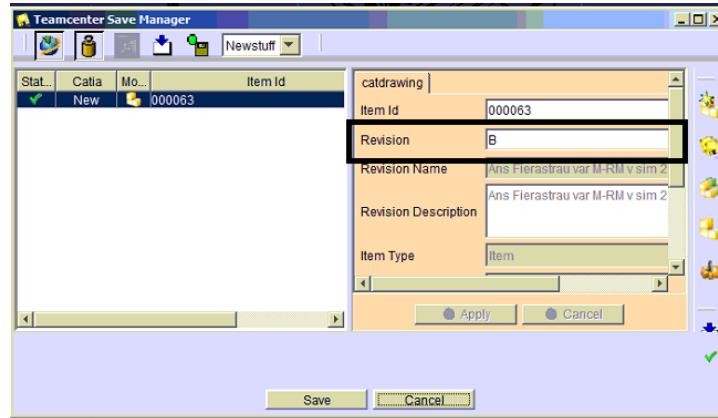 Teamcenter Save Manager
Newstuff
Stat... Catia Mo... Item Id
New 000063
catdrawing
Item Id 000063
Revision B
Revision Name Ans Fierastrau var M-RM v sim 2
Revision Description Ans Fierastrau var M-RM v sim 2
Item Type Item
Apply Cancel
Save Cancel